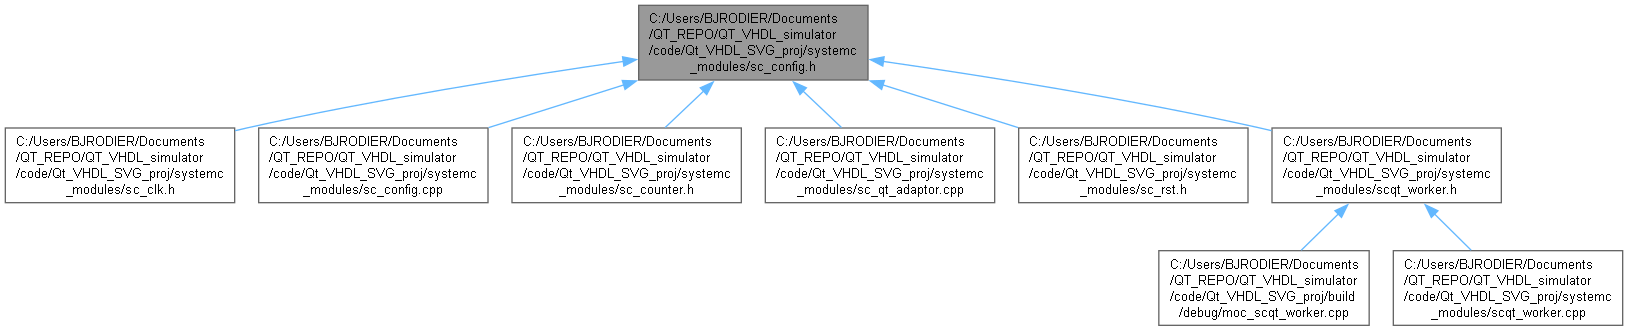 C:/Users/BJRODIER/Documents
/QT_REPO/QT_VHDL_simulator
/code/Qt_VHDL_SVG_proj/systemc
_modules/sc_config.h
C:/Users/BJRODIER/Documents
/QT_REPO/QT_VHDL_simulator
/code/Qt_VHDL_SVG_proj/systemc
_modules/sc_clk.h
C:/Users/BJRODIER/Documents
/QT_REPO/QT_VHDL_simulator
/code/Qt_VHDL_SVG_proj/systemc
_modules/sc_config.cpp
C:/Users/BJRODIER/Documents
/QT_REPO/QT_VHDL_simulator
/code/Qt_VHDL_SVG_proj/systemc
_modules/sc_counter.h
C:/Users/BJRODIER/Documents
/QT_REPO/QT_VHDL_simulator
/code/Qt_VHDL_SVG_proj/systemc
_modules/sc_qt_adaptor.cpp
C:/Users/BJRODIER/Documents
/QT_REPO/QT_VHDL_simulator
/code/Qt_VHDL_SVG_proj/systemc
_modules/sc_rst.h
C:/Users/BJRODIER/Documents
/QT_REPO/QT_VHDL_simulator
/code/Qt_VHDL_SVG_proj/systemc
_modules/scqt_worker.h
C:/Users/BJRODIER/Documents
/QT_REPO/QT_VHDL_simulator
/code/Qt_VHDL_SVG_proj/build
/debug/moc_scqt_worker.cpp
C:/Users/BJRODIER/Documents
/QT_REPO/QT_VHDL_simulator
/code/Qt_VHDL_SVG_proj/systemc
_modules/scqt_worker.cpp